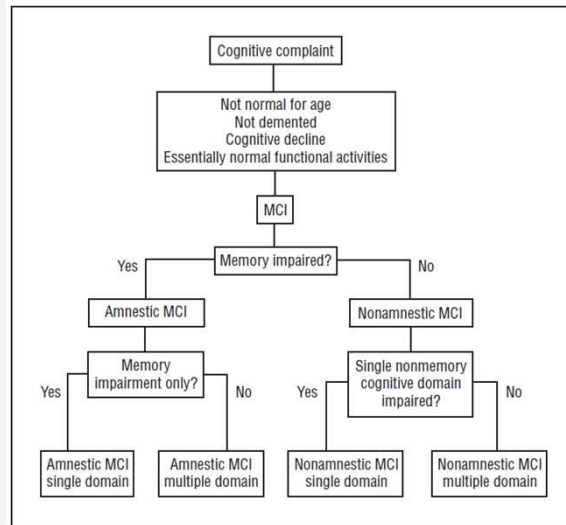 Cognitive complaint
Not normal for age
Not demented
Cognitive decline
Essentially normal functional activities
MCI
Memory impaired?
Yes
No
Amnestic MCI
Nonamnestic MCI
Memory
impairment only?
Yes
No
Single nonmemory
cognitive domain
impaired?
Yes
No
Amnestic MCI
single domain
Amnestic MCI
multiple domain
Nonamnestic MCI
single domain
Nonamnestic MCI
multiple domain